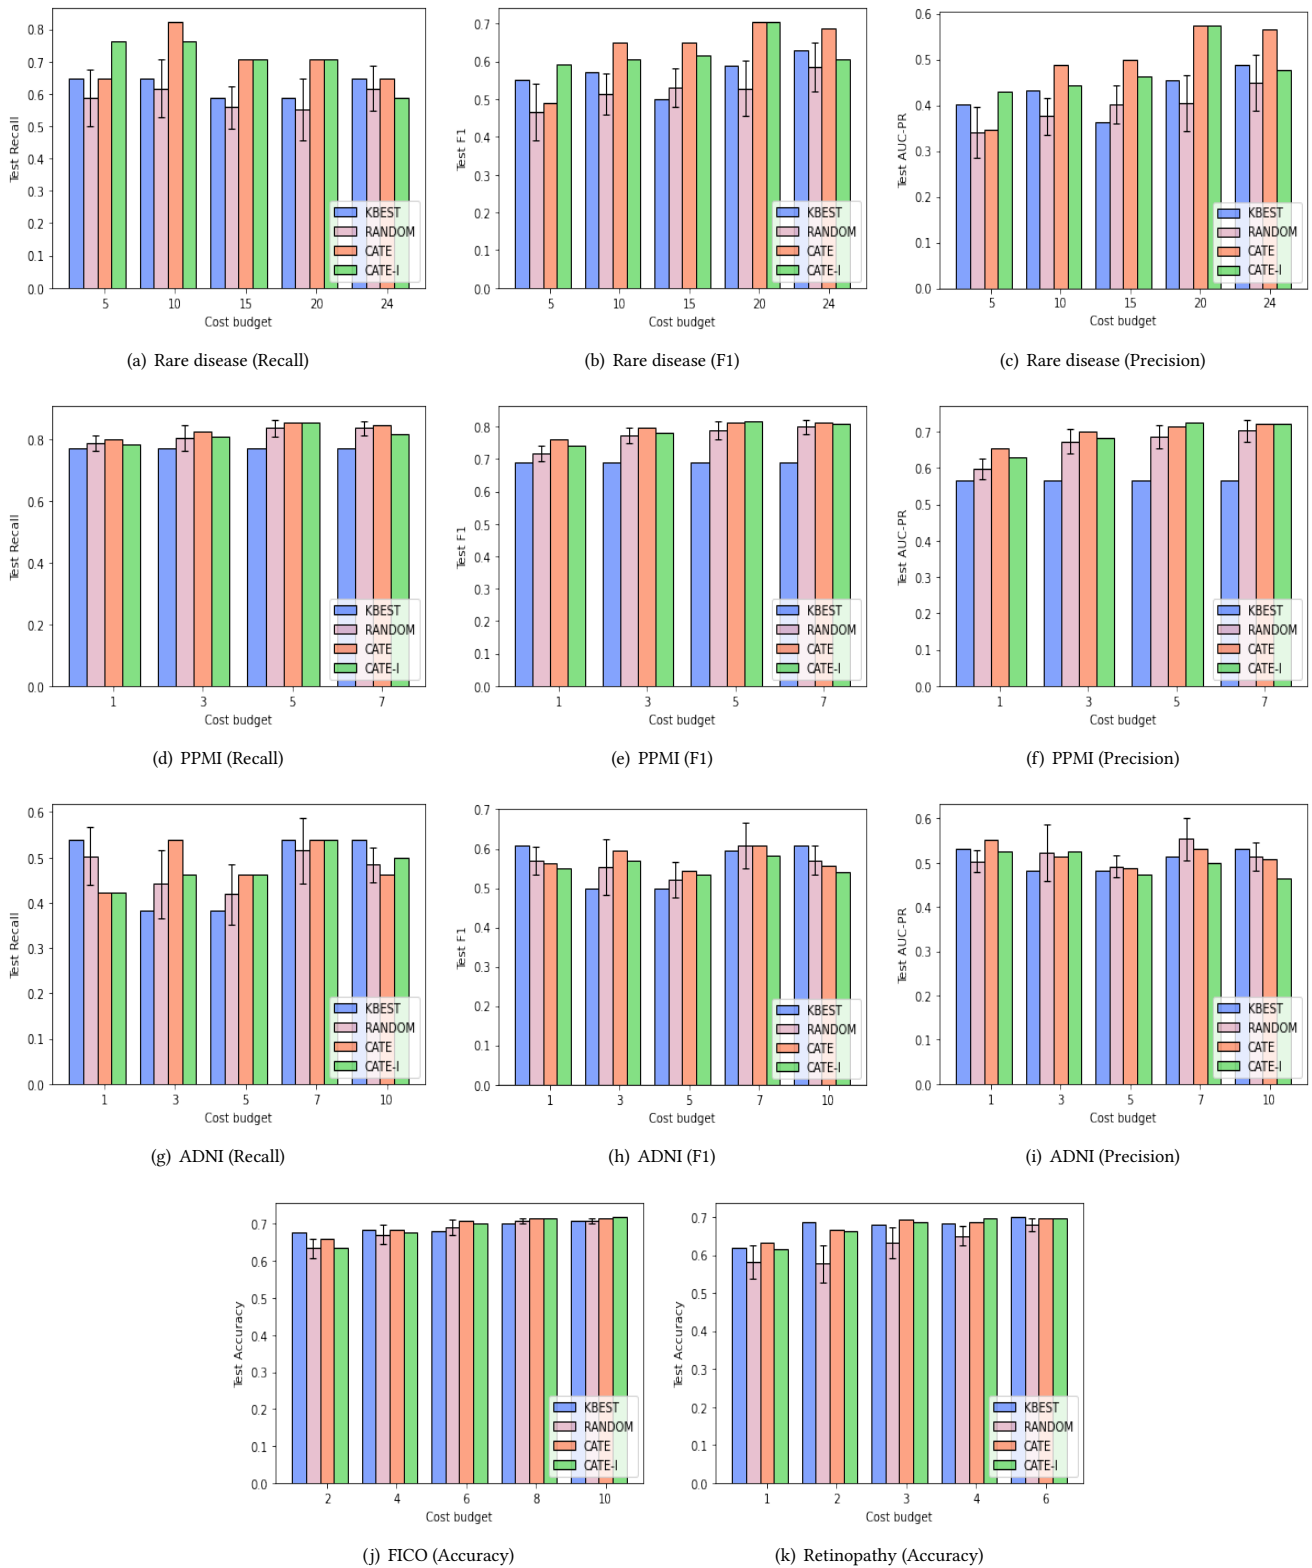 Test Recall
0.8
0.7
0.6
0.5
0.4
0.3
0.2
0.1
0.0
KBEST
RANDOM
CATE
CATE-I
5 10 15 20 24
Cost budget
(a) Rare disease (Recall)
Test F1
0.7
0.6
0.5
0.4
0.3
0.2
0.1
0.0
KBEST
RANDOM
CATE
CATE-I
5 10 15 20 24
Cost budget
(b) Rare disease (F1)
Test AUC-PR
0.6
0.5
0.4
0.3
0.2
0.1
0.0
KBEST
RANDOM
CATE
CATE-I
5 10 15 20 24
Cost budget
(c) Rare disease (Precision)
Test Recall
0.8
0.6
0.4
0.2
0.0
KBEST
RANDOM
CATE
CATE-I
1 3 5 7
Cost budget
(d) PPMI (Recall)
Test F1
0.8
0.7
0.6
0.5
0.4
0.3
0.2
0.1
0.0
KBEST
RANDOM
CATE
CATE-I
1 3 5 7
Cost budget
(e) PPMI (F1)
Test AUC-PR
0.7
0.6
0.5
0.4
0.3
0.2
0.1
0.0
KBEST
RANDOM
CATE
CATE-I
1 3 5 7
Cost budget
(f) PPMI (Precision)
Test Recall
0.6
0.5
0.4
0.3
0.2
0.1
0.0
KBEST
RANDOM
CATE
CATE-I
1 3 5 7 10
Cost budget
(g) ADNI (Recall)
Test F1
0.7
0.6
0.5
0.4
0.3
0.2
0.1
0.0
KBEST
RANDOM
CATE
CATE-I
1 3 5 7 10
Cost budget
(h) ADNI (F1)
Test AUC-PR
0.6
0.5
0.4
0.3
0.2
0.1
0.0
KBEST
RANDOM
CATE
CATE-I
1 3 5 7 10
Cost budget
(i) ADNI (Precision)
Test Accuracy
0.7
0.6
0.5
0.4
0.3
0.2
0.1
0.0
KBEST
RANDOM
CATE
CATE-I
2 4 6 8 10
Cost budget
(j) FICO (Accuracy)
Test Accuracy
0.7
0.6
0.5
0.4
0.3
0.2
0.1
0.0
KBEST
RANDOM
CATE
CATE-I
1 2 3 4 6
Cost budget
(k) Retinopathy (Accuracy)